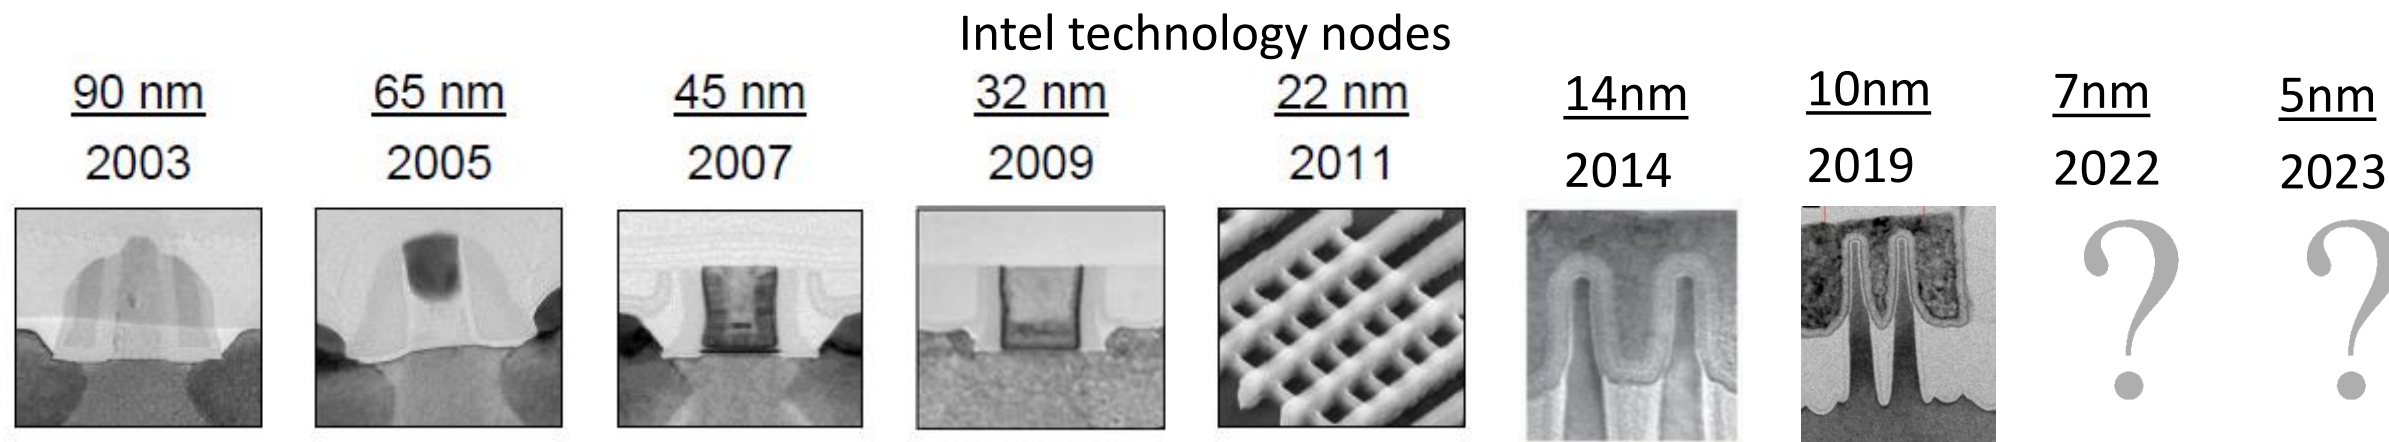 Intel technology nodes
90 nm 65 nm 45 nm 32 nm 22 nm 14nm 10nm 7nm 5nm
2003 2005 2007 2009 2011 2014 2019 2022 2023
? ?